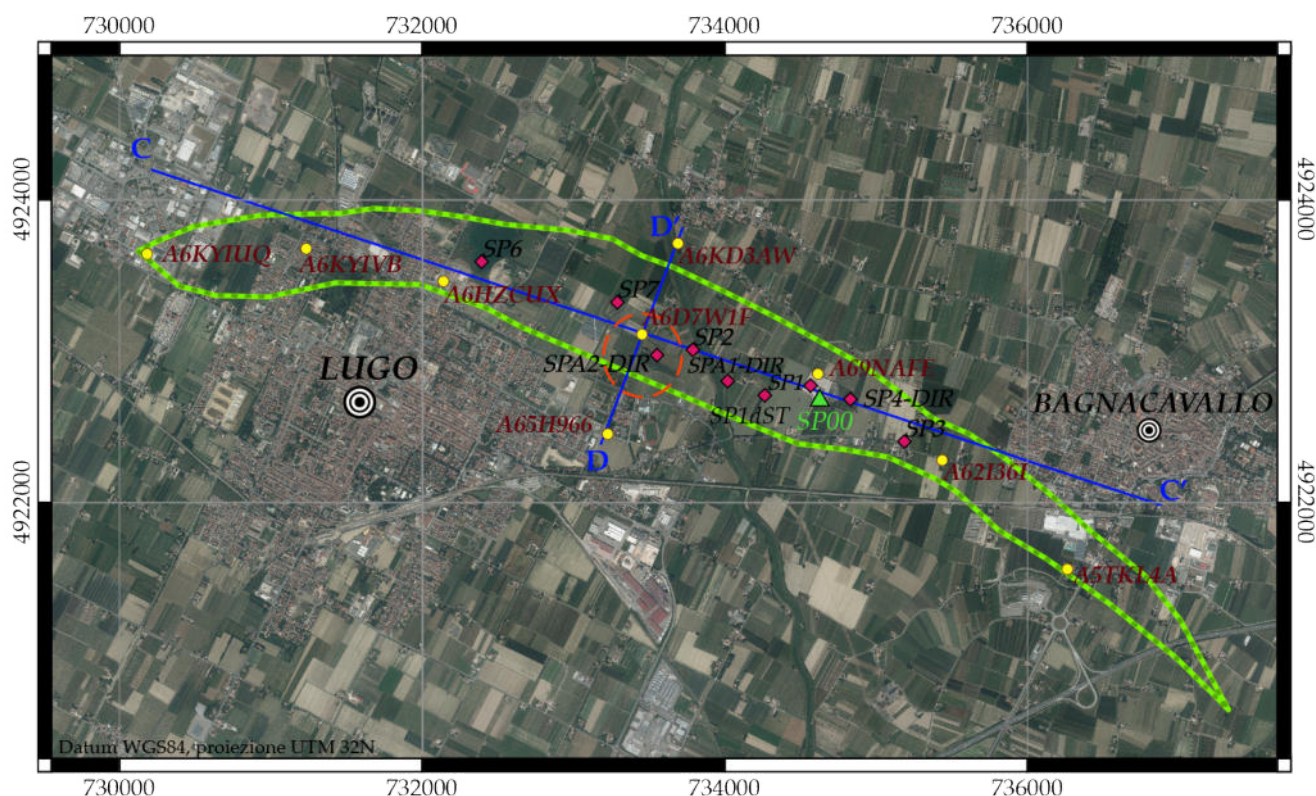 730000 732000 734000 736000
4924000 4924000
C
D'
A6KD3AW
A6KYIUQ
A6KYIVB
SP6
A6HZCUX
SP7
A6D7W1F
SP2
SPA2-DIR
SPA1-DIR
A69NAFE
LUGO
SP1
SP4-DIR
BAGNACAVALLO
SP1dST
SP00
A65H966
SP3
D
A62I36I
C'
4922000 4922000
A5TKL4A
Datum WGS84, proiezione UTM 32N
730000 732000 734000 736000